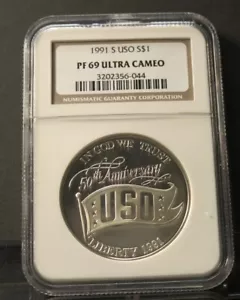 1991 S USO S$1
PF 69 ULTRA CAMEO
3202356-044
NUMISMATIC GUARANTY CORPORATION
IN GOD WE TRUST
50th Anniversary
USO
LIBERTY 1991